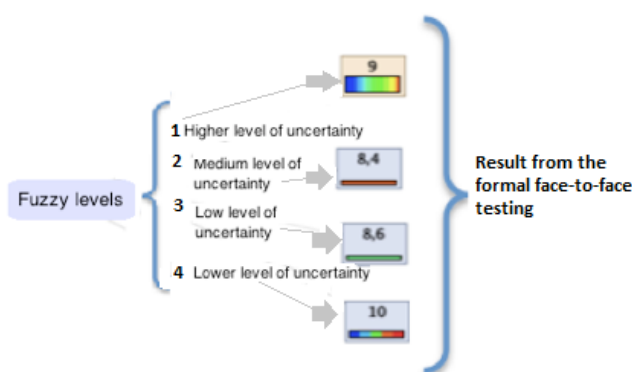 9
1 Higher level of uncertainty
2 Medium level of
uncertainty
8,4
3 Low level of
uncertainty
8,6
4 Lower level of uncertainty
10
Fuzzy levels
Result from the
formal face-to-face
testing